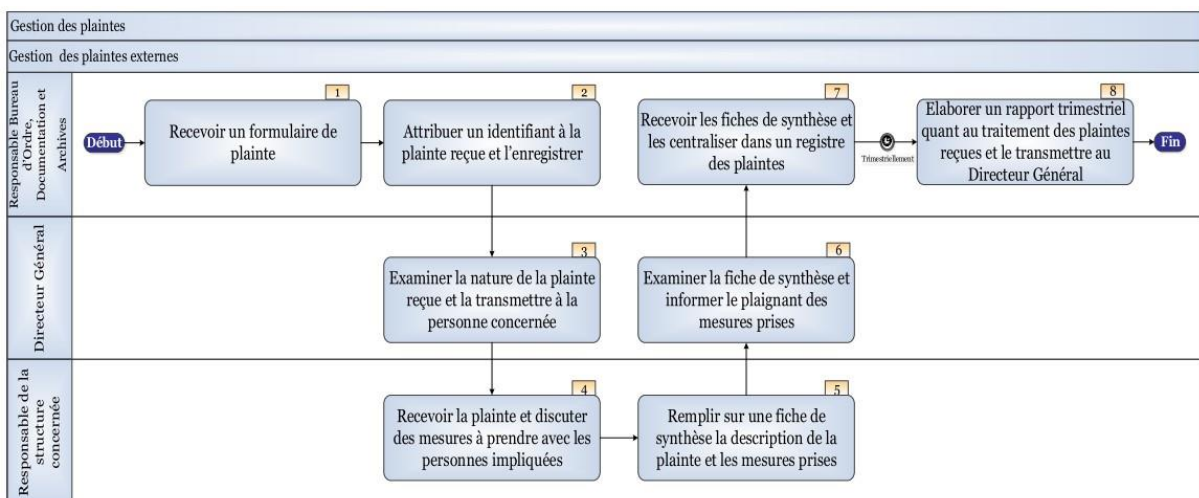 Gestion des plaintes
Gestion des plaintes externes
Responsable Bureau
d'Ordre,
Documentation et
Archives
Début
1
Recevoir un formulaire de
plainte
2
Attribuer un identifiant à la
plainte reçue et l'enregistrer
7
Recevoir les fiches de synthèse et
les centraliser dans un registre
des plaintes
Trimestriellement
8
Elaborer un rapport trimestriel
quant au traitement des plaintes
reçues et le transmettre au
Directeur Général
Fin
Directeur Général
3
Examiner la nature de la plainte
reçue et la transmettre à la
personne concernée
6
Examiner la fiche de synthèse et
informer le plaignant des
mesures prises
Responsable de la
structure
concernée
4
Recevoir la plainte et discuter
des mesures à prendre avec les
personnes impliquées
5
Remplir sur une fiche de
synthèse la description de la
plainte et les mesures prises